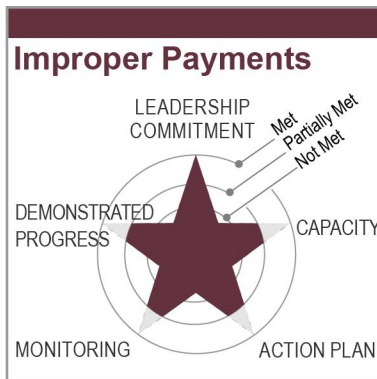 Improper Payments
LEADERSHIP
COMMITMENT
Met
Partially Met
Not Met
DEMONSTRATED
PROGRESS
CAPACITY
MONITORING
ACTION PLAN